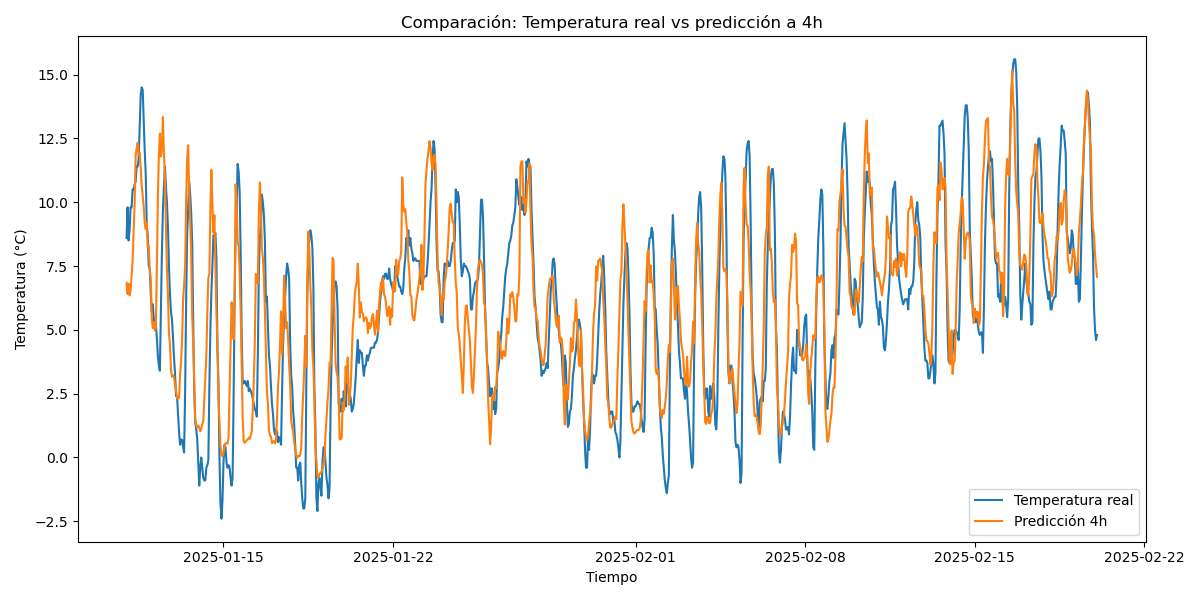 Comparación: Temperatura real vs predicción a 4h
Temperatura (°C)
15.0
12.5
10.0
7.5
5.0
2.5
0.0
−2.5
2025-01-15
2025-01-22
2025-02-01
2025-02-08
2025-02-15
2025-02-22
Tiempo
Temperatura real
Predicción 4h